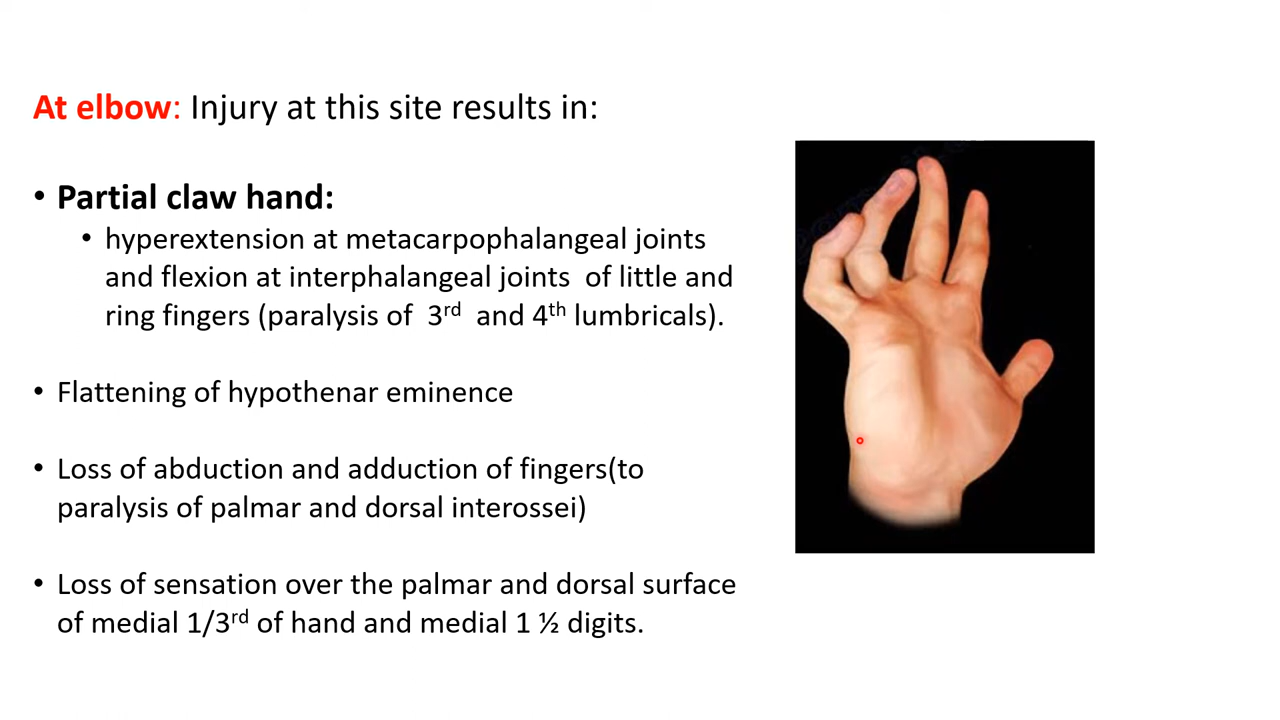 At elbow: Injury at this site results in:
• Partial claw hand:
• hyperextension at metacarpophalangeal joints
and flexion at interphalangeal joints of little and
ring fingers (paralysis of 3rd and 4th lumbricals).
• Flattening of hypothenar eminence
• Loss of abduction and adduction of fingers(to
paralysis of palmar and dorsal interossei)
• Loss of sensation over the palmar and dorsal surface
of medial 1/3rd of hand and medial 1 ½ digits.